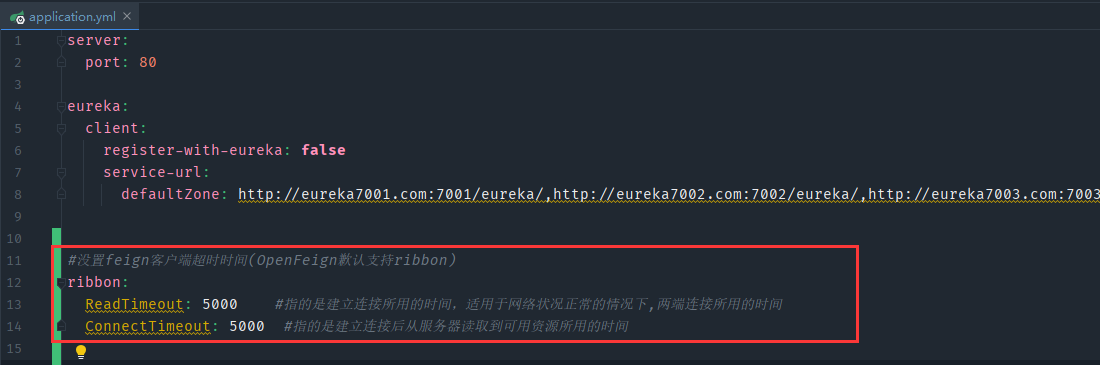 application.yml ×
1 server:
2 port: 80
3
4 eureka:
5 client:
6 register-with-eureka: false
7 service-url:
8 defaultZone: http://eureka7001.com:7001/eureka/,http://eureka7002.com:7002/eureka/,http://eureka7003.com:7003
9
10
11 #设置feign客户端超时时间(OpenFeign默认支持ribbon)
12 ribbon:
13 ReadTimeout: 5000 #指的是建立连接所用的时间，适用于网络状况正常的情况下,两端连接所用的时间
14 ConnectTimeout: 5000 #指的是建立连接后从服务器读取到可用资源所用的时间
15